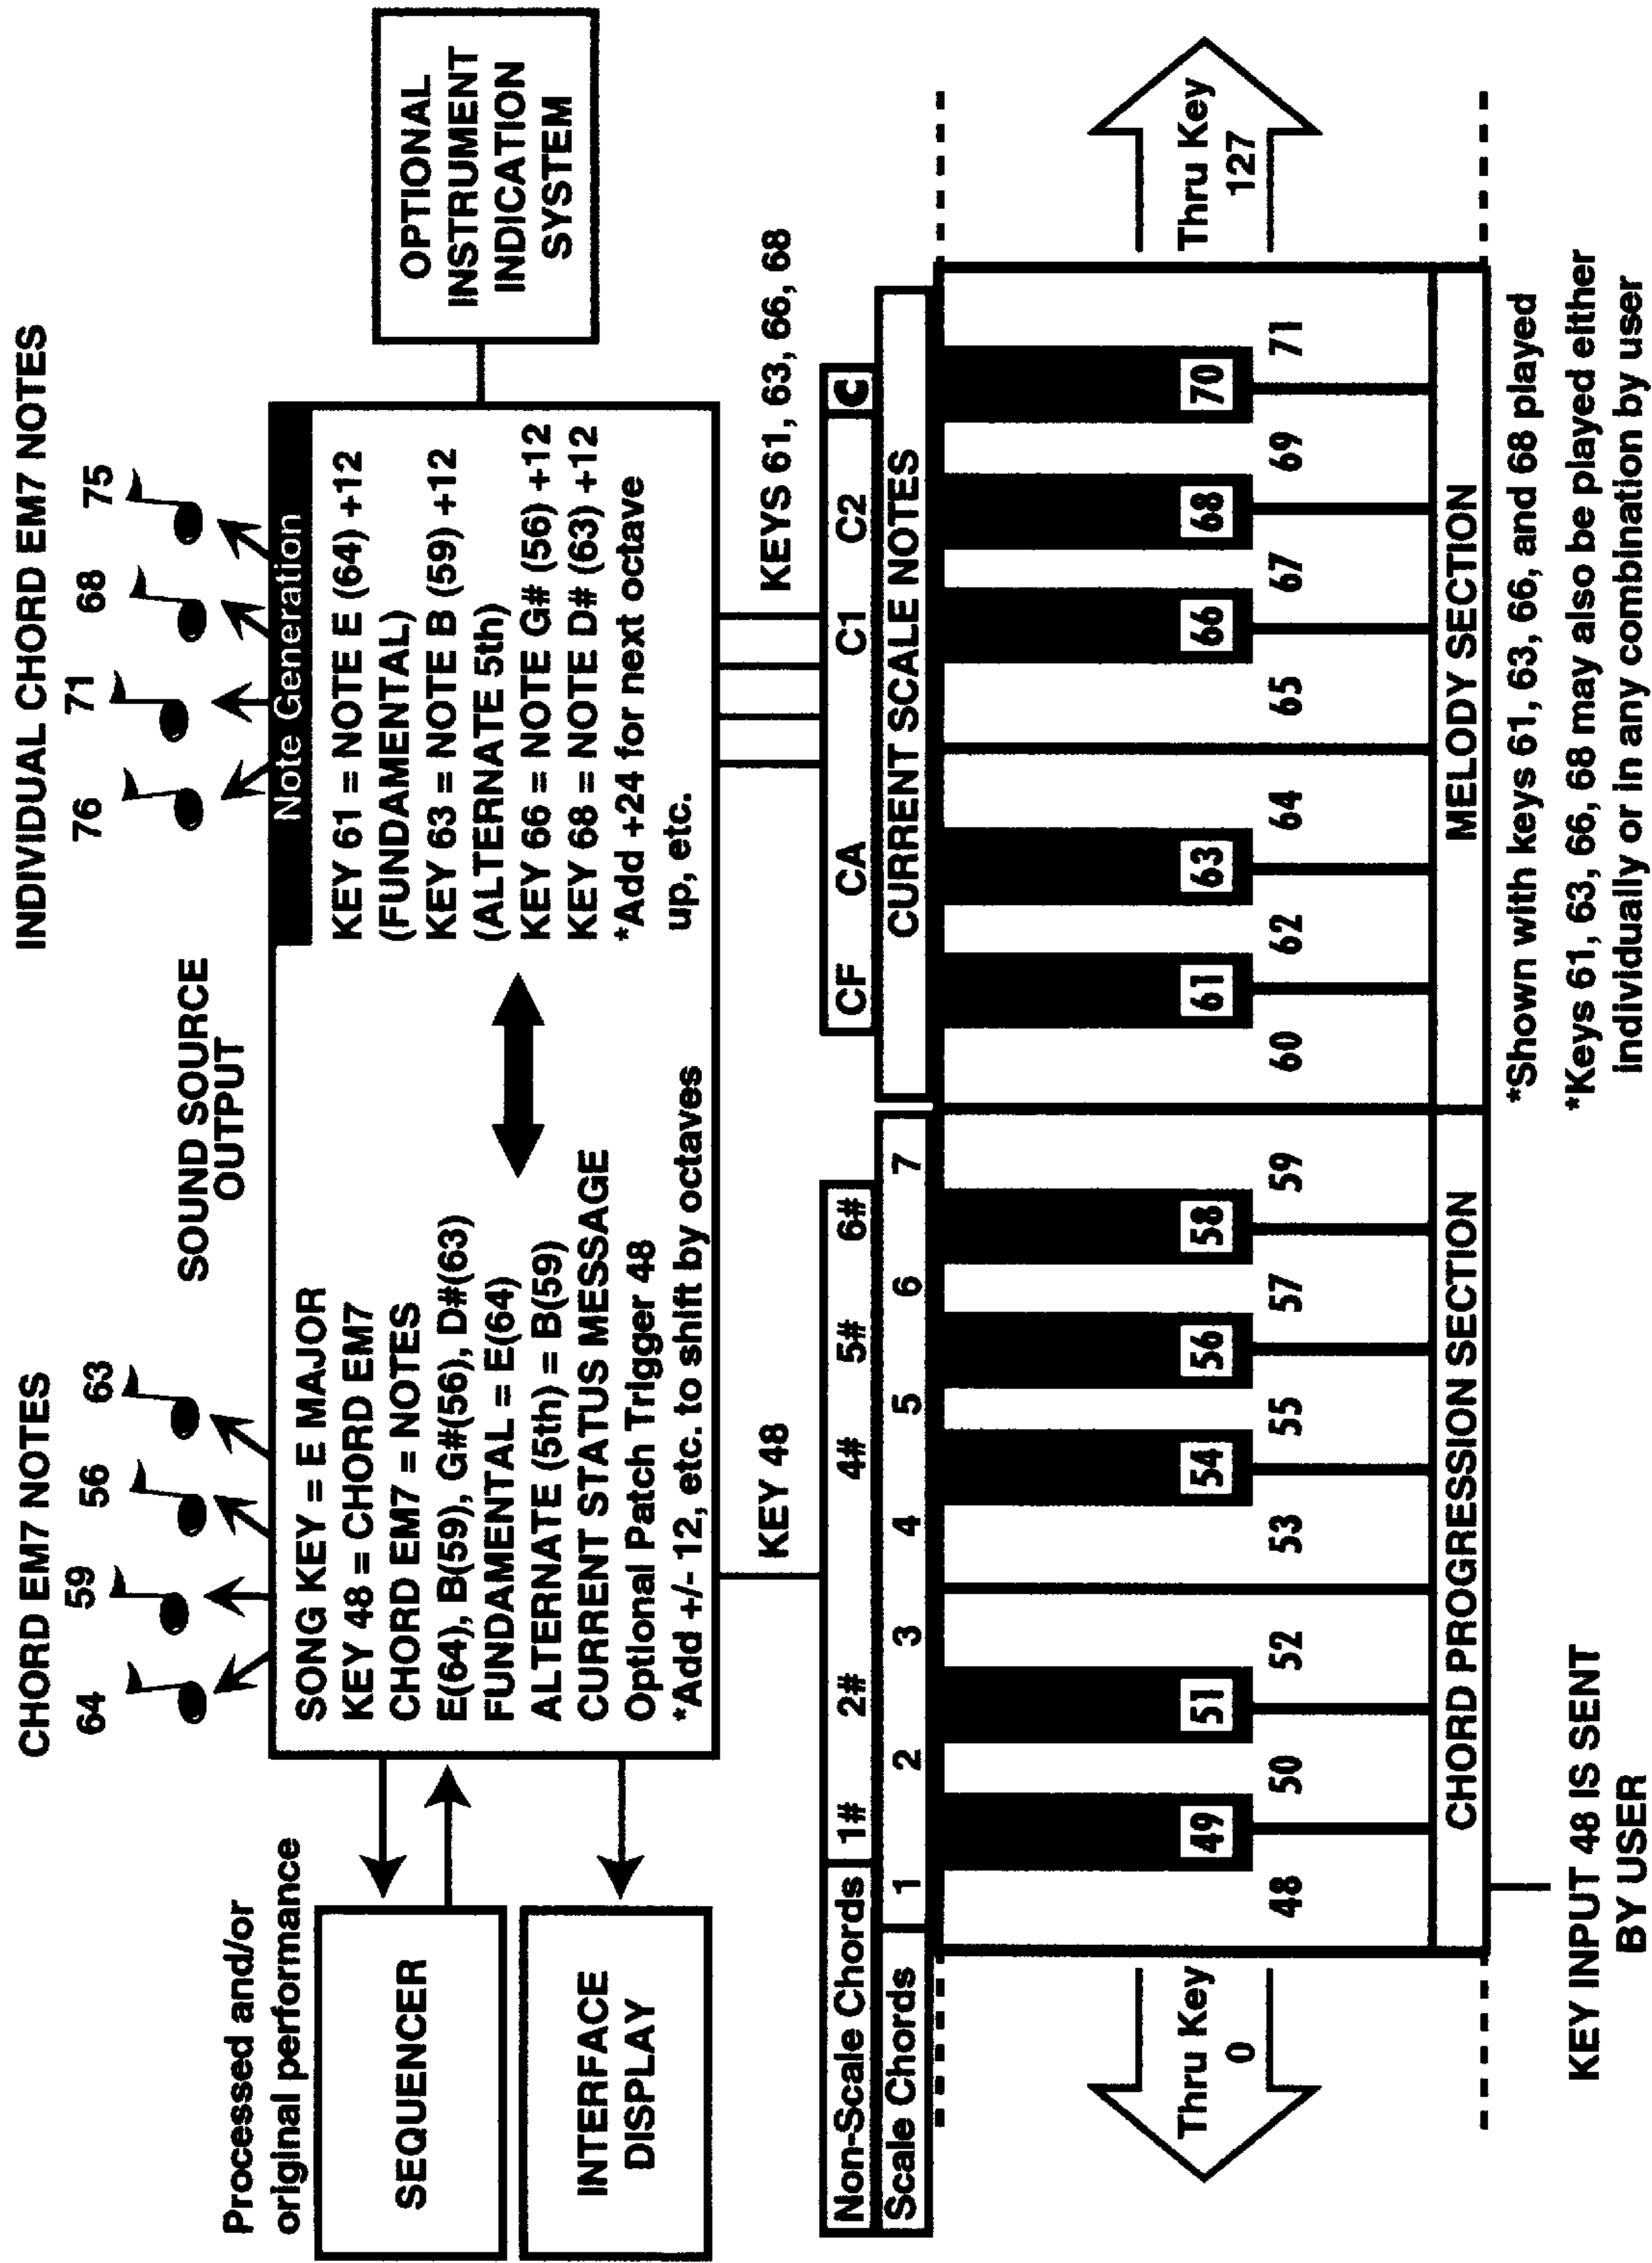 CHORD EM7 NOTES
64 59 56 63
SOUND SOURCE
OUTPUT
INDIVIDUAL CHORD EM7 NOTES
76 71 68 75
Processed and/or
original performance
SEQUENCER
INTERFACE
DISPLAY
SONG KEY = E MAJOR
KEY 48 = CHORD EM7
CHORD EM7 = NOTES
E(64), B(59), G#(56), D#(63)
FUNDAMENTAL = E(64)
ALTERNATE (5th) = B(59)
CURRENT STATUS MESSAGE
Optional Patch Trigger 48
*Add +/- 12, etc. to shift by octaves
Note Generation
KEY 61 = NOTE E (64) +12
(FUNDAMENTAL)
KEY 63 = NOTE B (59) +12
(ALTERNATE 5th)
KEY 66 = NOTE G# (56) +12
KEY 68 = NOTE D# (63) +12
*Add +24 for next octave
up, etc.
OPTIONAL
INSTRUMENT
INDICATION
SYSTEM
KEY 48
KEYS 61, 63, 66, 68
Non-Scale Chords 1# 2# 4# 5# 6#
CF CA C1 C2 C
Scale Chords 1 2 3 4 5 6 7
CURRENT SCALE NOTES
Thru Key
0
49 51 54 56 58 61 63 66 68 70
48 50 52 53 55 57 59 60 62 64 65 67 69 71
Thru Key
127
CHORD PROGRESSION SECTION
MELODY SECTION
KEY INPUT 48 IS SENT
BY USER
*Shown with keys 61, 63, 66, and 68 played
*Keys 61, 63, 66, 68 may also be played either
individually or in any combination by user